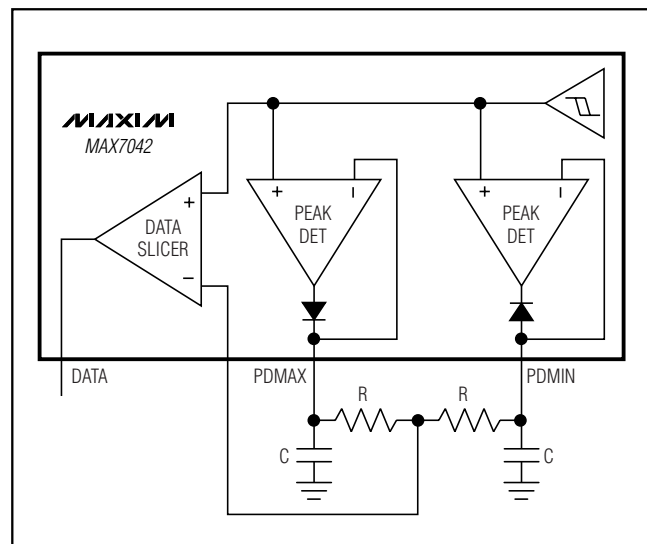 MAXIM
MAX7042
DATA
SLICER
+
−
PEAK
DET
+
−
PEAK
DET
+
−
DATA
PDMAX
PDMIN
R
R
C
C